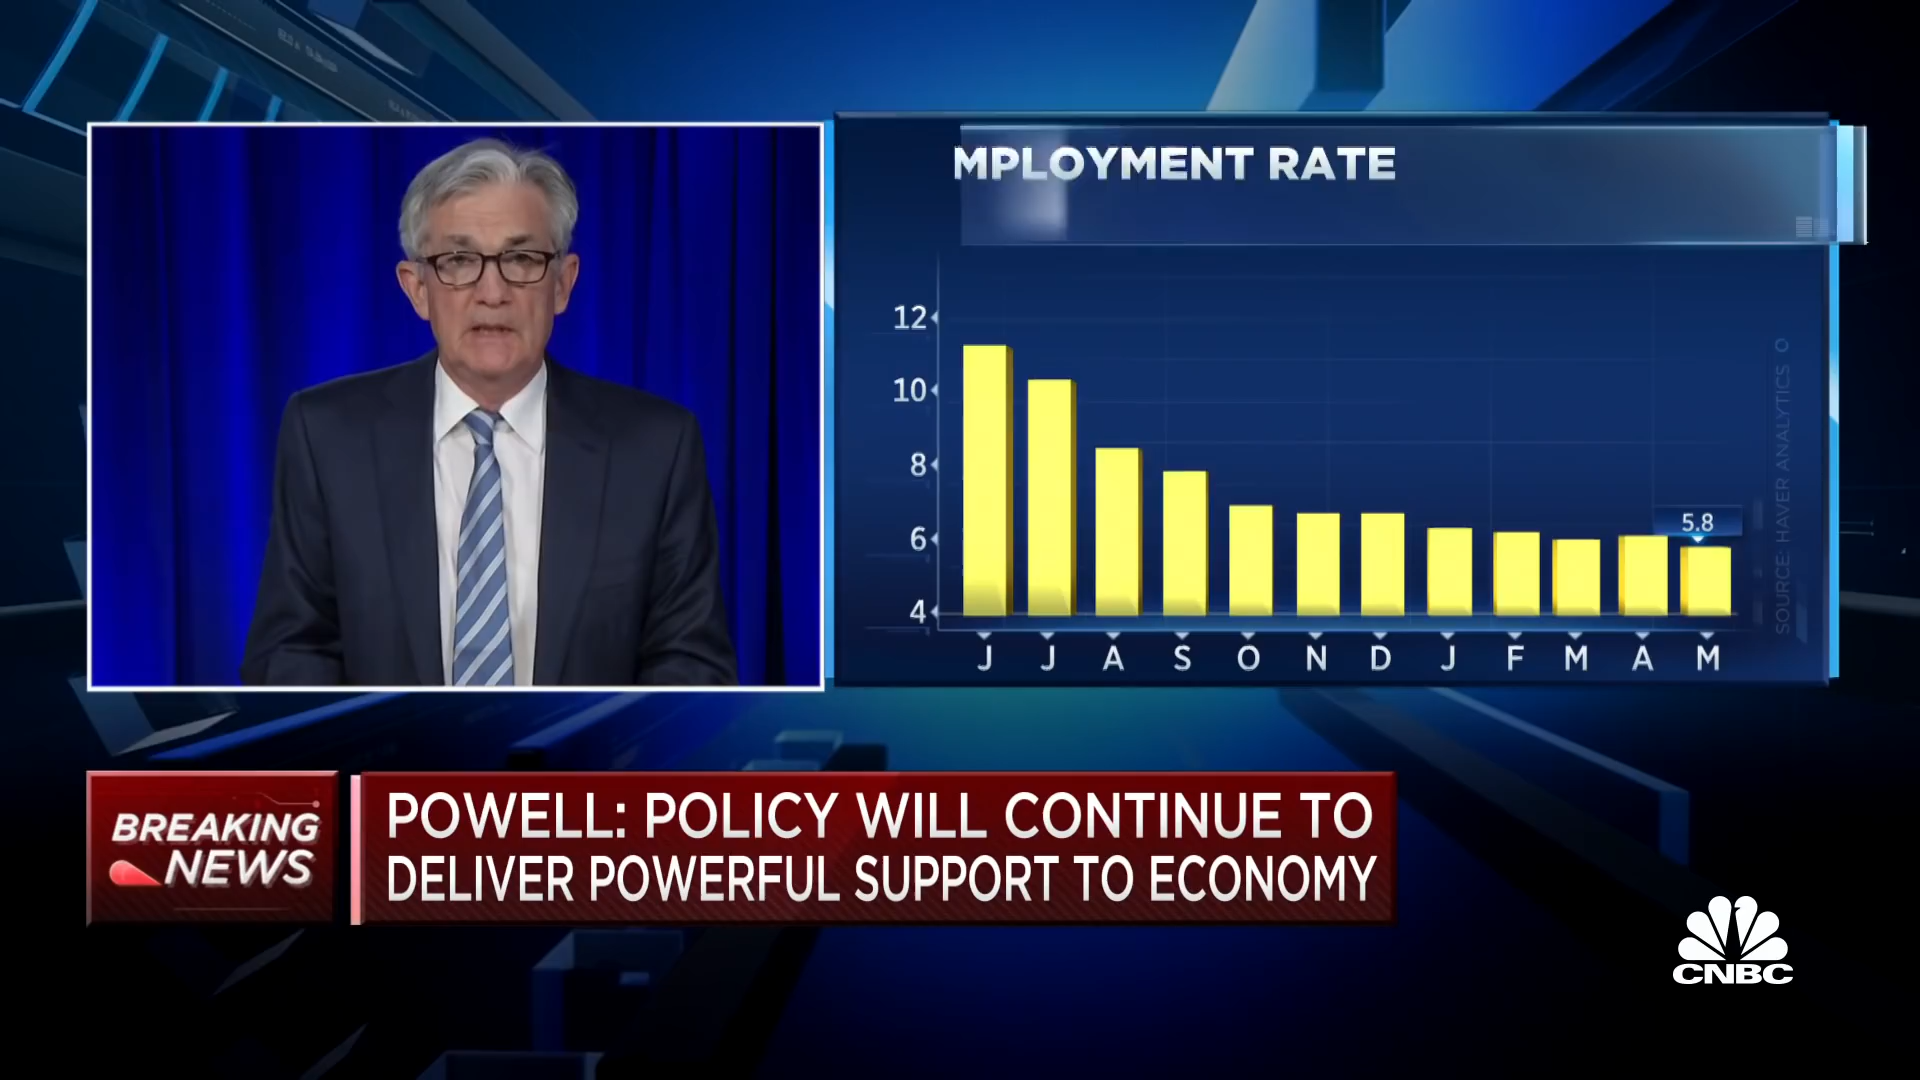 MPLOYMENT RATE
12
10
8
6
4
5.8
J J A S O N D J F M A M
SOURCE: HAVER ANALYTICS
BREAKING
NEWS
POWELL: POLICY WILL CONTINUE TO
DELIVER POWERFUL SUPPORT TO ECONOMY
CNBC